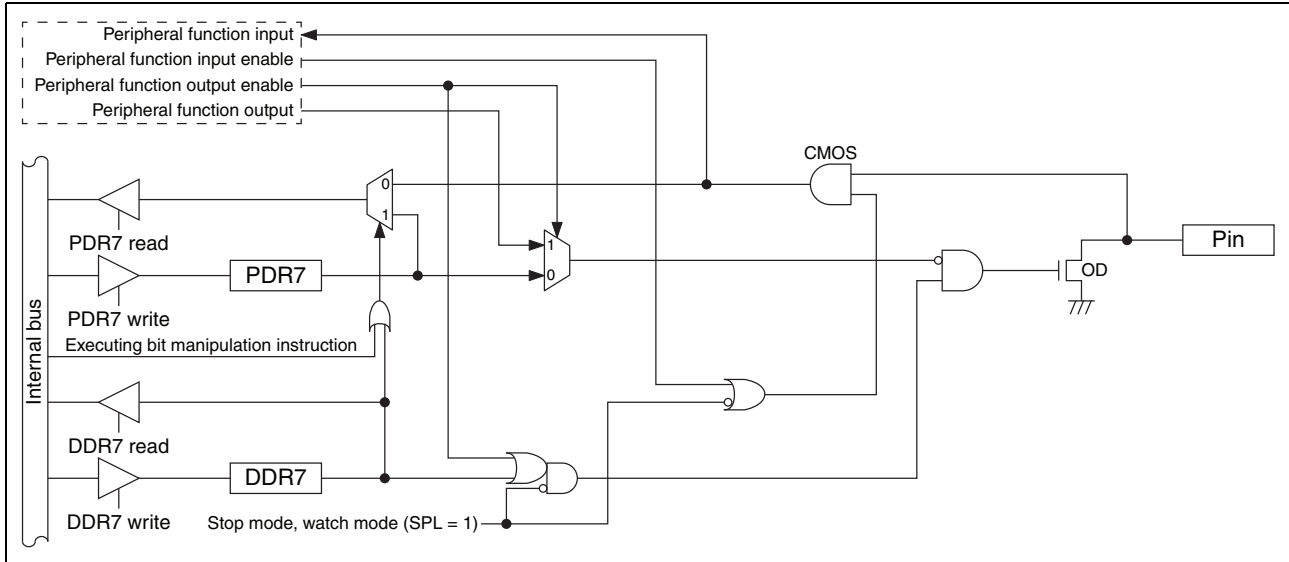 Peripheral function input
Peripheral function input enable
Peripheral function output enable
Peripheral function output
CMOS
0
1
PDR7 read
1
0
Pin
OD
PDR7
PDR7 write
Executing bit manipulation instruction
Internal bus
DDR7 read
DDR7
DDR7 write
Stop mode, watch mode (SPL = 1)